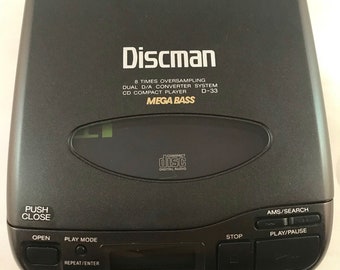 Discman
8 TIMES OVERSAMPLING
DUAL D/A CONVERTER SYSTEM
CD COMPACT PLAYER D-33
MEGA BASS
COMPACT
disc
DIGITAL AUDIO
PUSH
CLOSE
AMS/SEARCH
OPEN
PLAY MODE
STOP
PLAY/PAUSE
REPEAT/ENTER